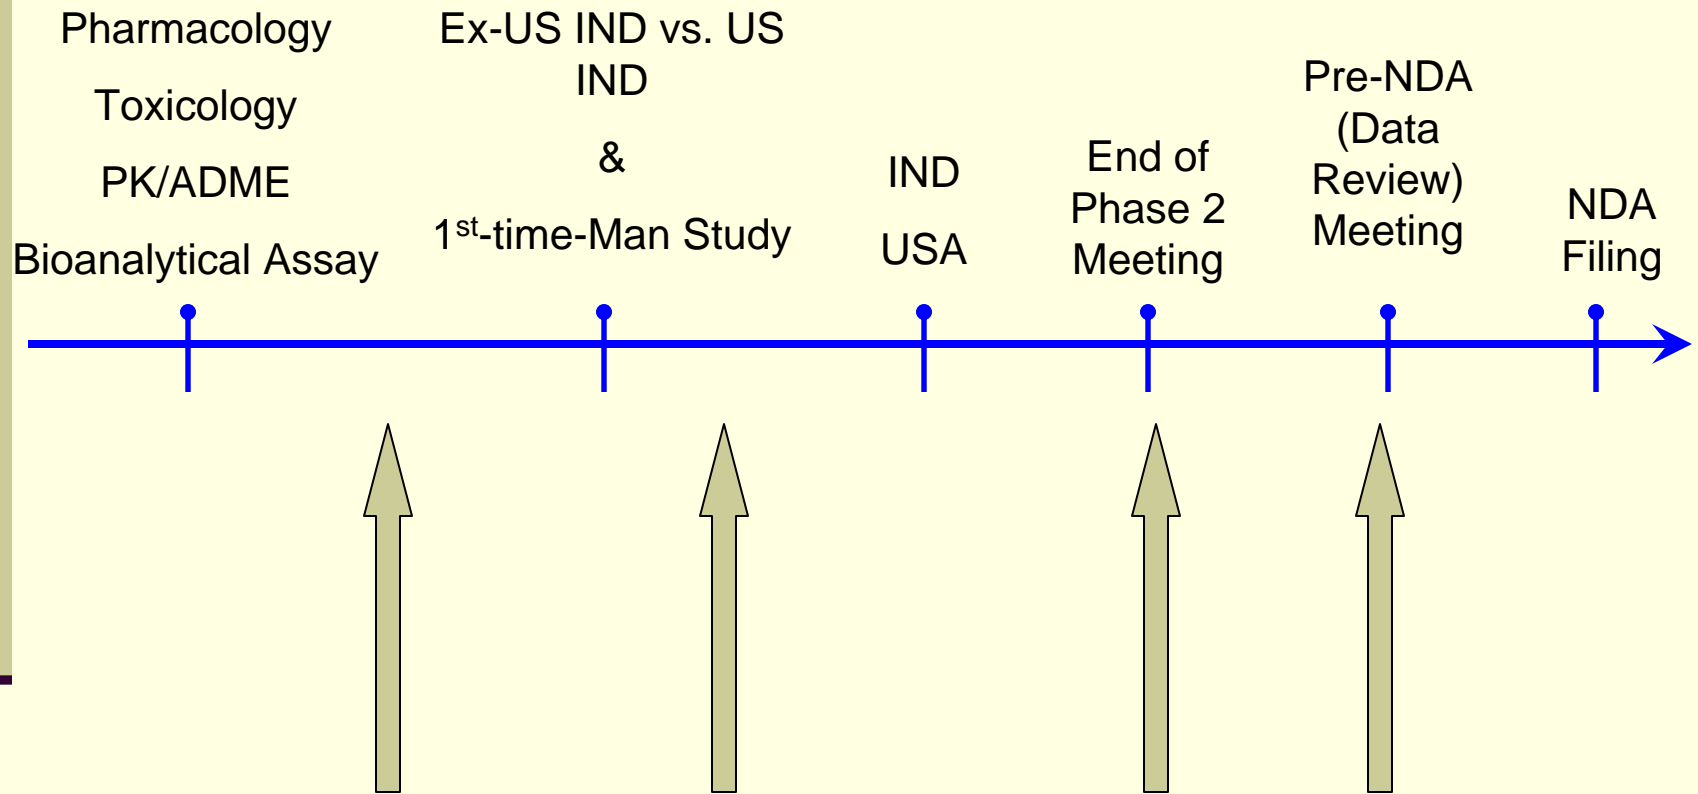 Pharmacology
Toxicology
PK/ADME
Bioanalytical Assay
Ex-US IND vs. US
IND
&
1st-time-Man Study
IND
USA
End of
Phase 2
Meeting
Pre-NDA
(Data
Review)
Meeting
NDA
Filing